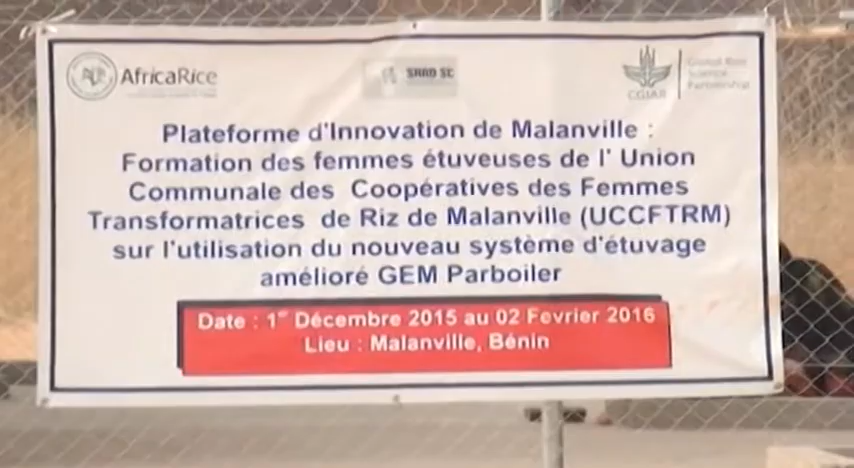 AfricaRice
SARD SC
CGIAR
Global Rice
Science
Partnership
Plateforme d'Innovation de Malanville :
Formation des femmes étuveuses de l' Union
Communale des Coopératives des Femmes
Transformatrices de Riz de Malanville (UCCFTRM)
sur l'utilisation du nouveau système d'étuvage
amélioré GEM Parboiler
Date : 1er Décembre 2015 au 02 Fevrier 2016
Lieu : Malanville, Bénin